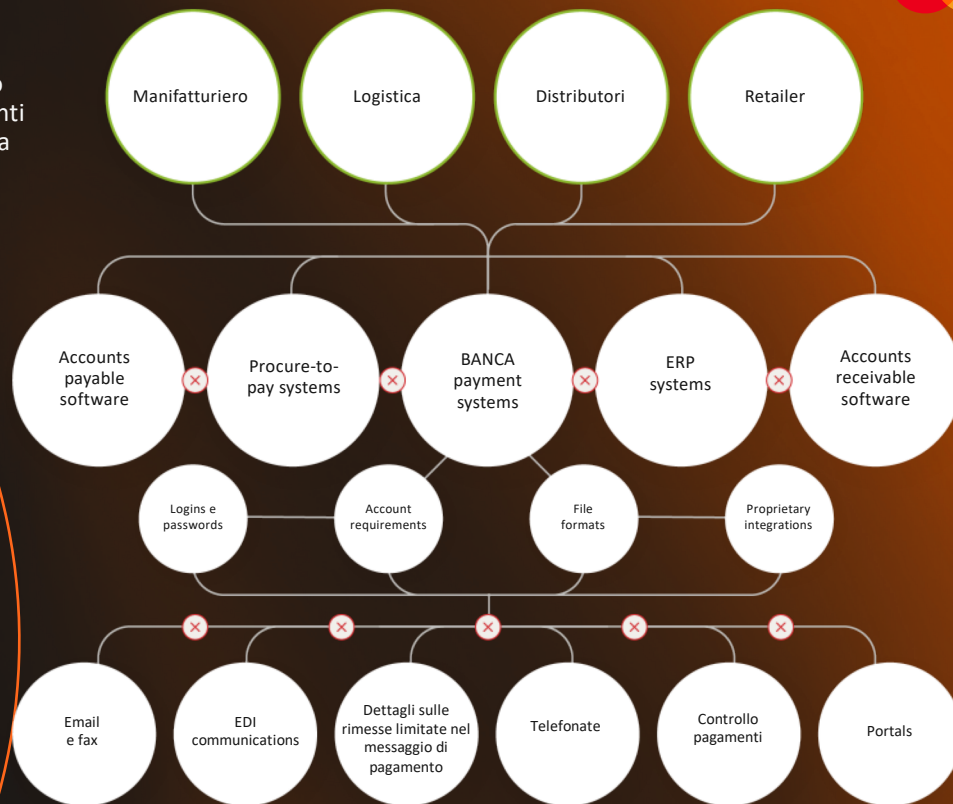 Manifatturiero
Logistica
Distributori
Retailer
Accounts
payable
software
Procure-to-
pay systems
BANCA
payment
systems
ERP
systems
Accounts
receivable
software
Logins e
passwords
Account
requirements
File
formats
Proprietary
integrations
Email
e fax
EDI
communications
Dettagli sulle
rimesse limitate nel
messaggio di
pagamento
Telefonate
Controllo
pagamenti
Portals